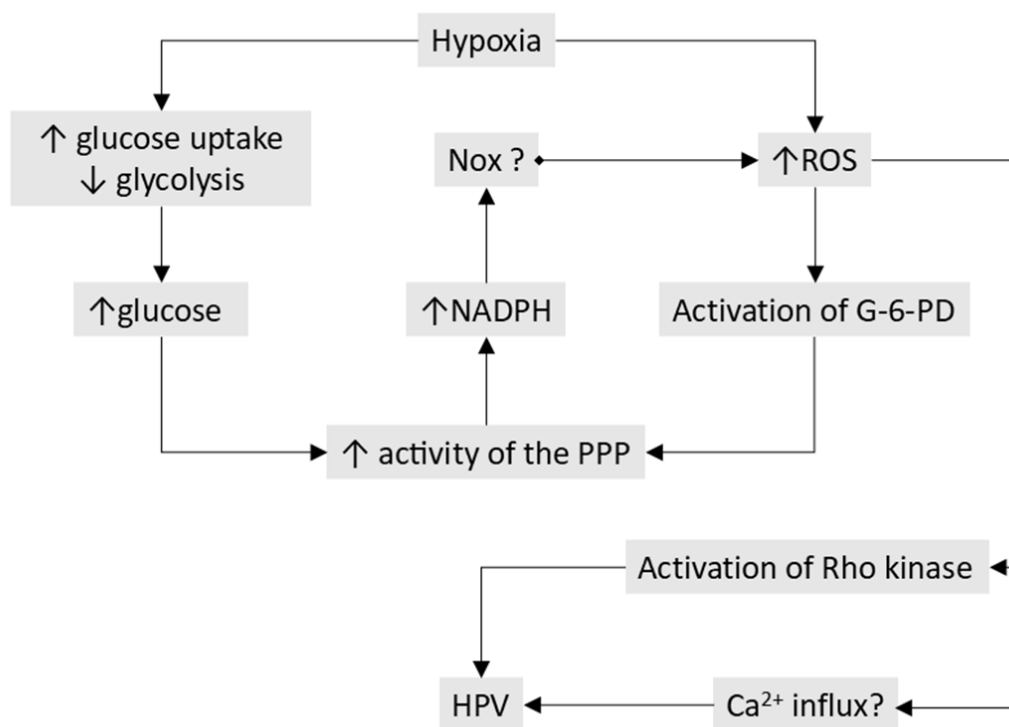 Hypoxia
↑ glucose uptake
↓ glycolysis
Nox ?
↑ROS
↑glucose
↑NADPH
Activation of G-6-PD
↑ activity of the PPP
Activation of Rho kinase
HPV
Ca²⁺ influx?